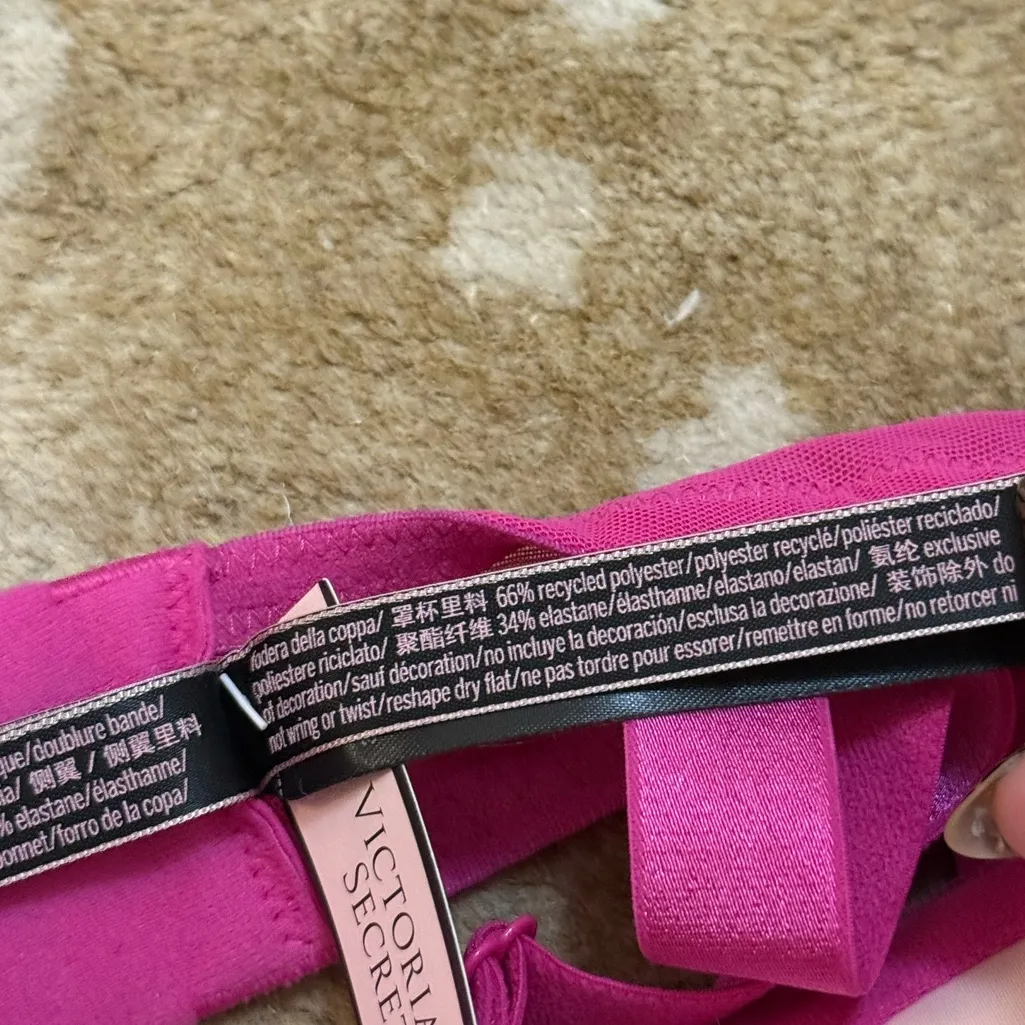 fodera della coppa/ 罩杯里料 66% recycled polyester/polyester recyclé/poliéster reciclado/
poliestere riciclato/ 聚酯纤维 34% elastane/élasthanne/elastano/elastan/ 氨纶 exclusive
of decoration/sauf décoration/no incluye la decoración/esclusa la decorazione/ 装饰除外 do
not wring or twist/reshape dry flat/ne pas tordre pour essorer/remettre en forme/no retorcer ni
doublure bande/
侧翼 / 侧翼里料
% elastane/élasthanne/
bonnet/forro de la copa/
VICTORIA
SECRET